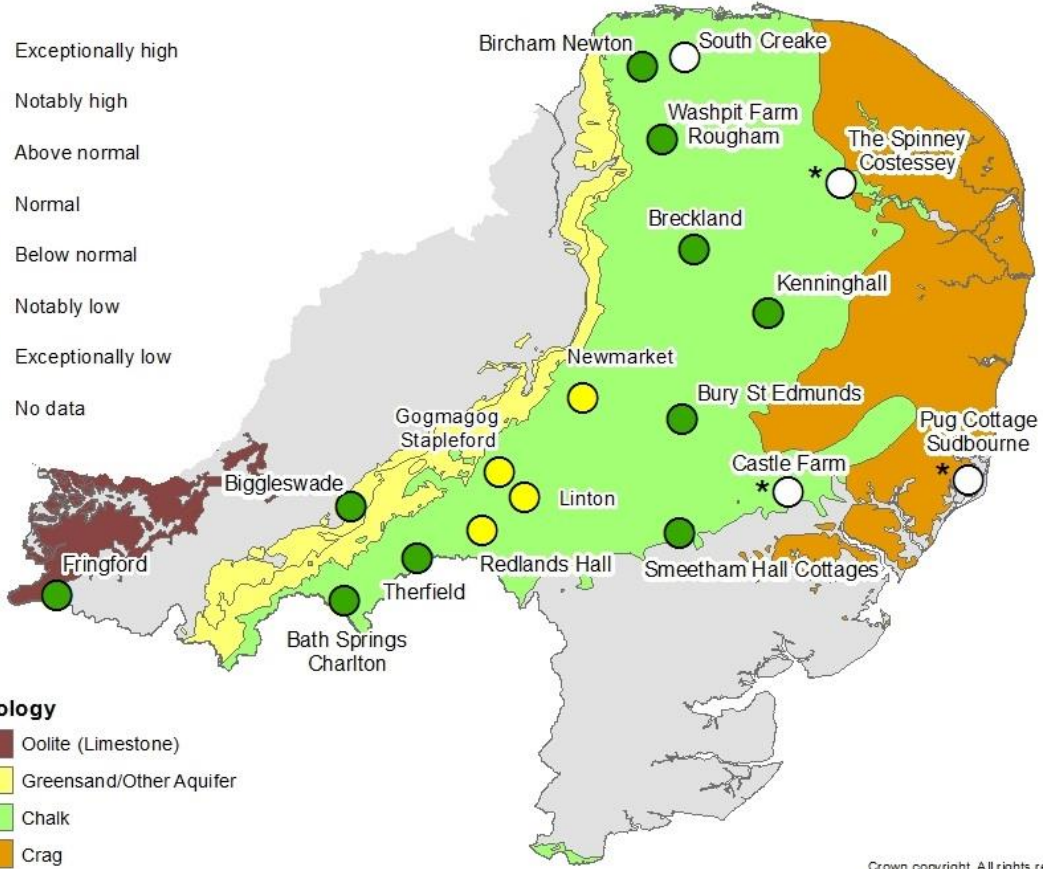 Exceptionally high
Notably high
Above normal
Normal
Below normal
Notably low
Exceptionally low
No data
Bircham Newton
South Creake
Washpit Farm
Rougham
The Spinney
Costessey
*
Breckland
Kenninghall
Newmarket
Bury St Edmunds
Gogmagog
Stapleford
Pug Cottage
Sudbourne
*
Castle Farm
*
Biggleswade
Linton
Fringford
Redlands Hall
Smeetham Hall Cottages
Therfield
Bath Springs
Charlton
ology
Oolite (Limestone)
Greensand/Other Aquifer
Chalk
Crag
Crown copyright. All rights re